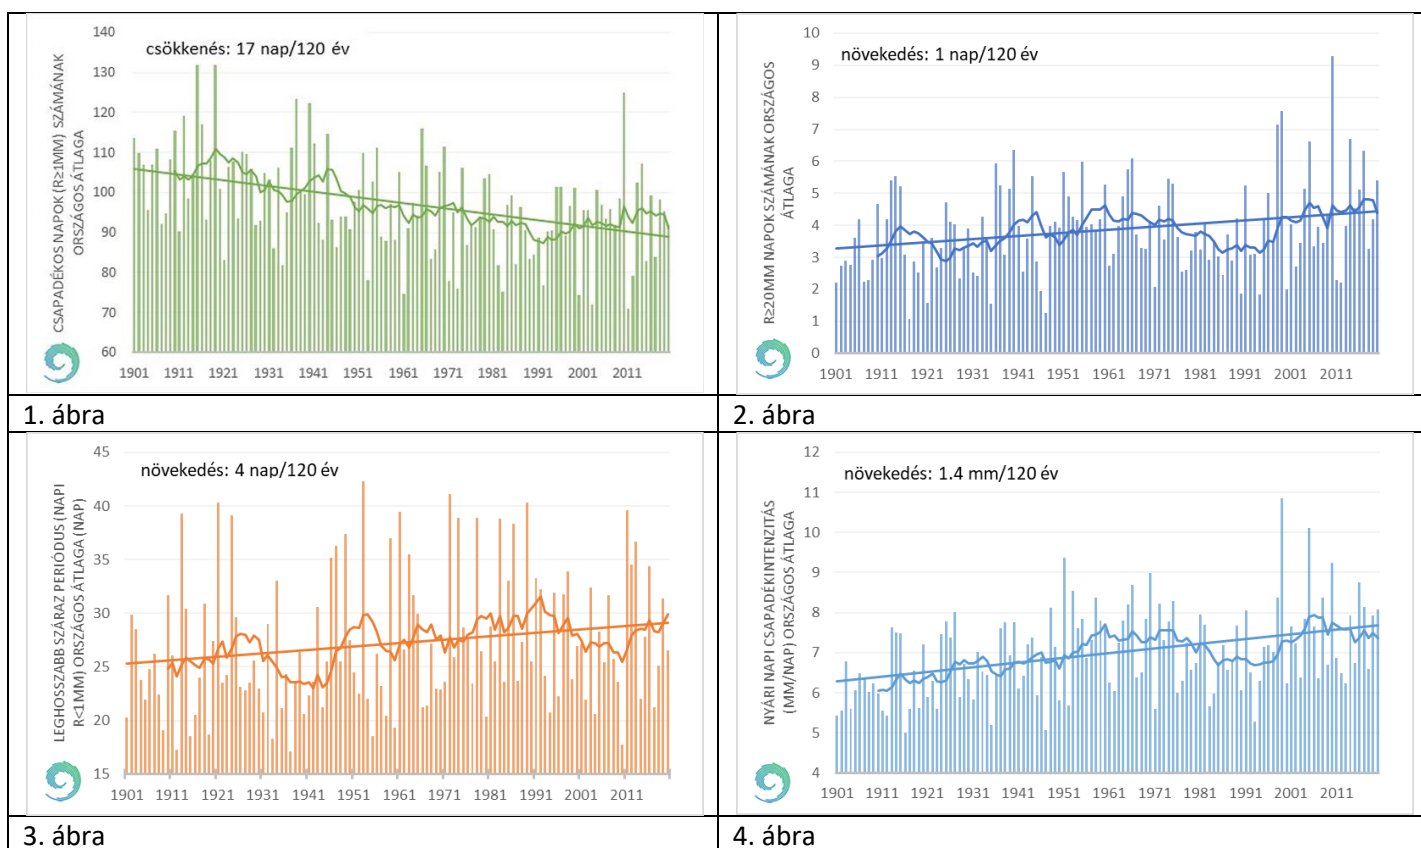 CSAPADÉKOS NAPOK (R≥1MM) SZÁMÁNAK
ORSZÁGOS ÁTLAGA
csökkenés: 17 nap/120 év
140
130
120
110
100
90
80
70
60
1901 1911 1921 1931 1941 1951 1961 1971 1981 1991 2001 2011
1. ábra
R≥20MM NAPOK SZÁMÁNAK ORSZÁGOS
ÁTLAGA
növekedés: 1 nap/120 év
10
9
8
7
6
5
4
3
2
1
0
1901 1911 1921 1931 1941 1951 1961 1971 1981 1991 2001 2011
2. ábra
LEGHOSSZABB SZÁRAZ PERIÓDUS (NAPI
R<1MM) ORSZÁGOS ÁTLAGA (NAP)
növekedés: 4 nap/120 év
45
40
35
30
25
20
15
1901 1911 1921 1931 1941 1951 1961 1971 1981 1991 2001 2011
3. ábra
NYÁRI NAPI CSAPADÉKINTENZITÁS
(MM/NAP) ORSZÁGOS ÁTLAGA
növekedés: 1.4 mm/120 év
12
11
10
9
8
7
6
5
4
1901 1911 1921 1931 1941 1951 1961 1971 1981 1991 2001 2011
4. ábra